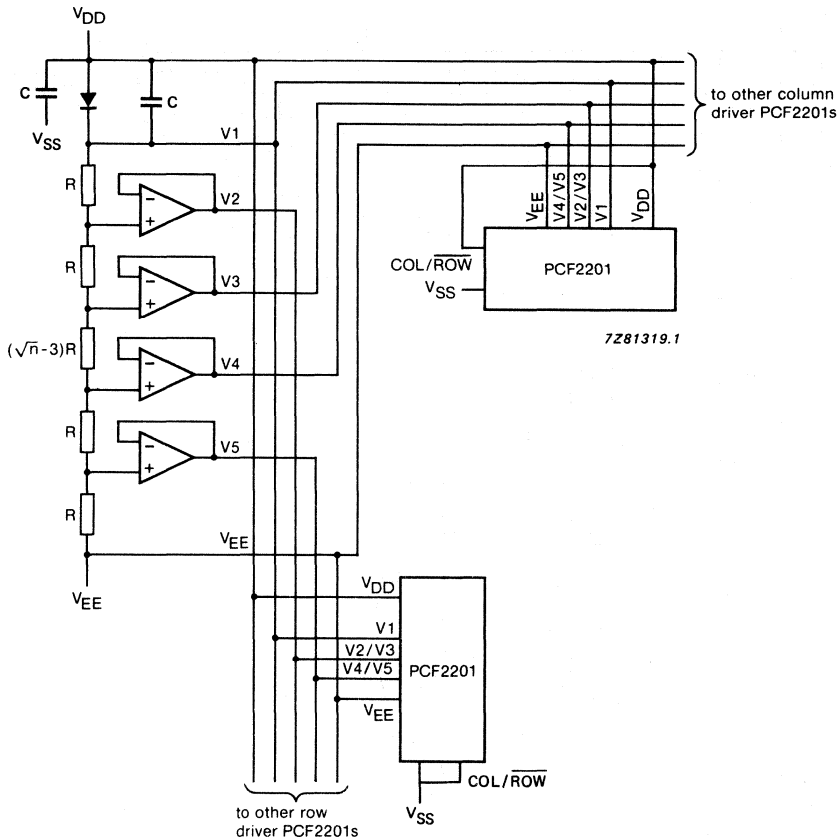 VDD
C
C
VSS
V1
R
V2
R
V3
(√n-3)R
V4
R
V5
R
VEE
VEE
to other column
driver PCF2201s
VEE
V4/V5
V2/V3
V1
VDD
COL/ROW
VSS
PCF2201
7Z81319.1
VDD
V1
V2/V3
V4/V5
VEE
PCF2201
COL/ROW
VSS
to other row
driver PCF2201s
- +
- +
- +
- +